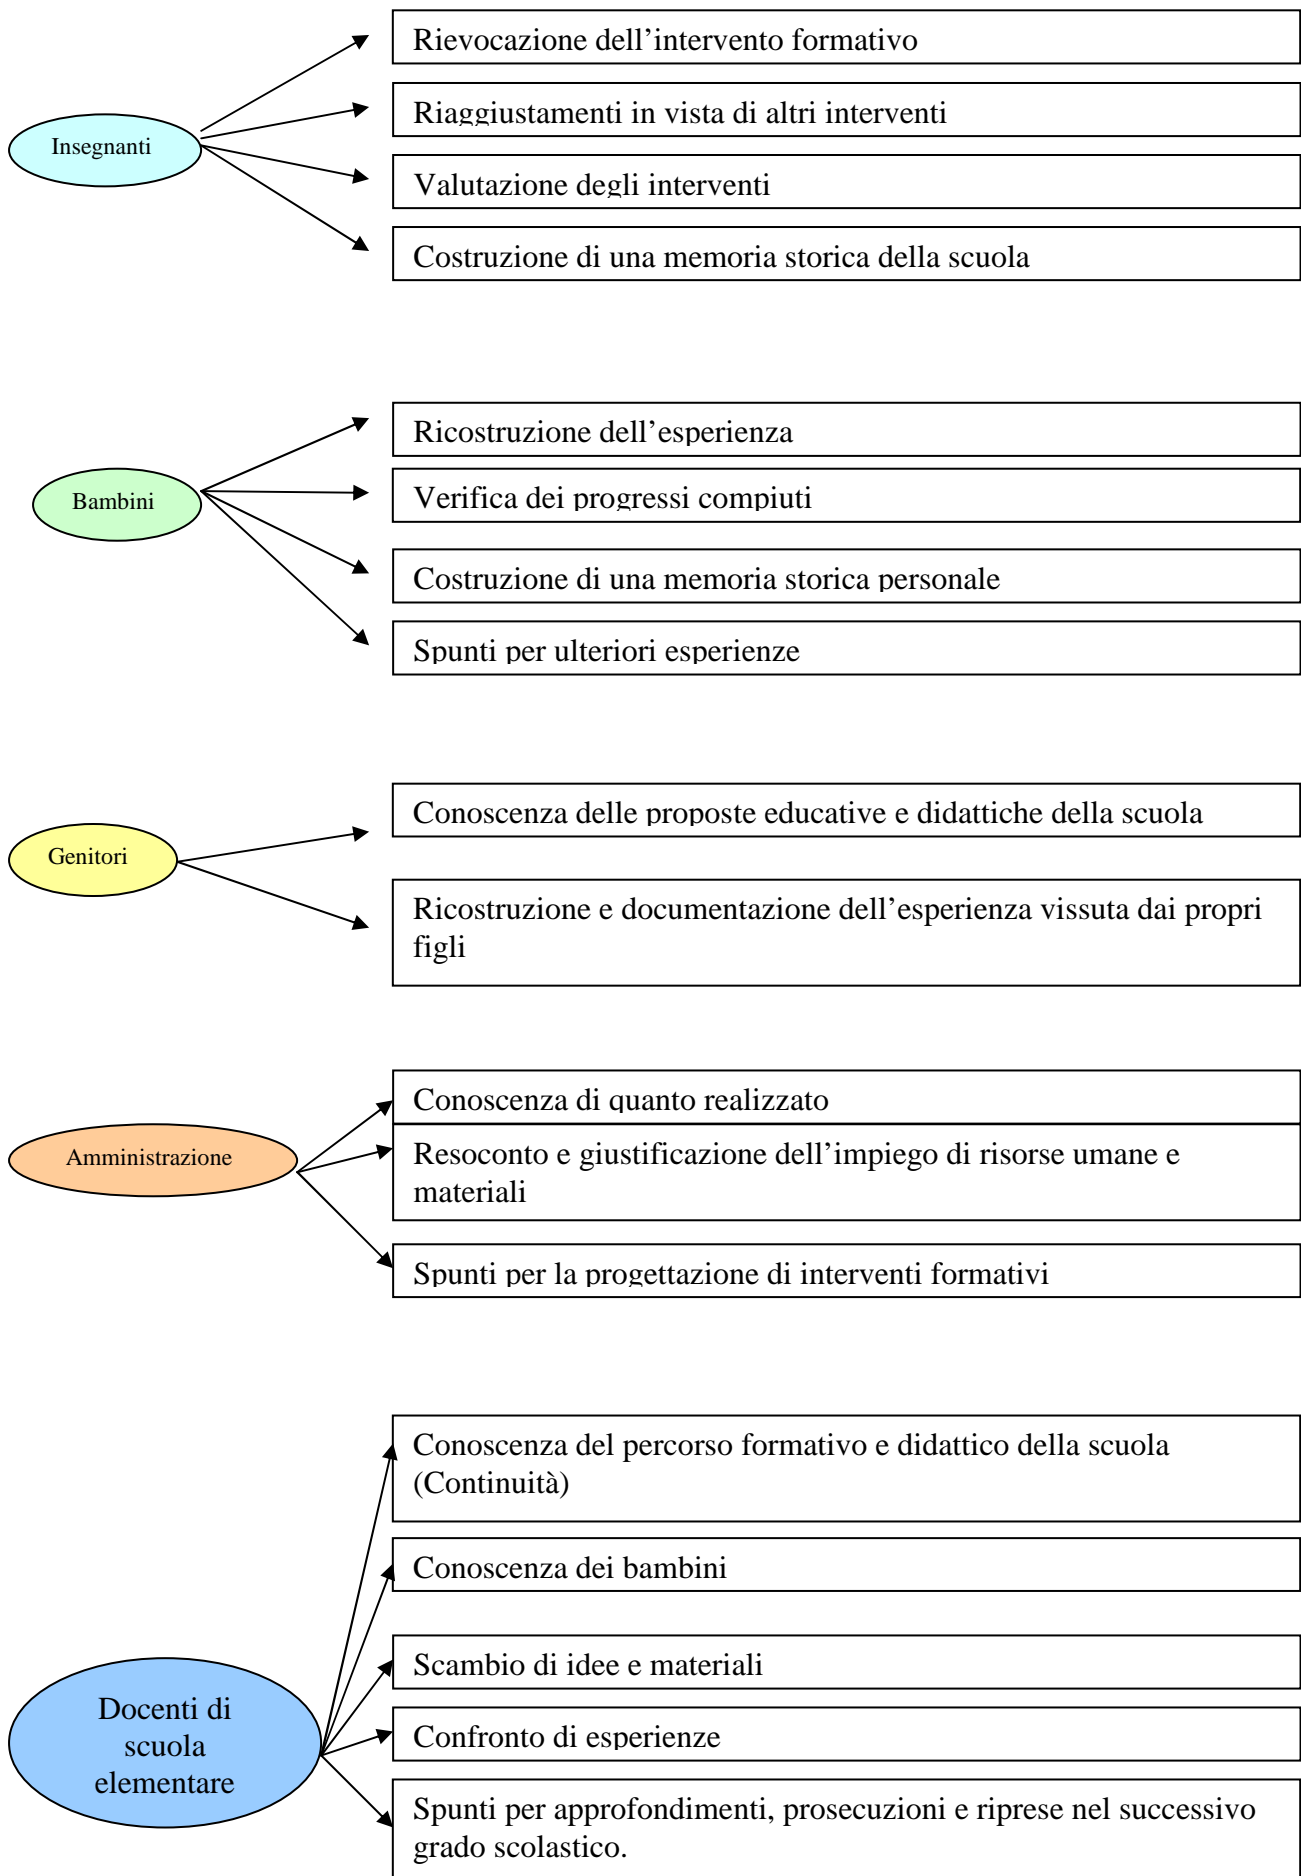 Insegnanti
Rievocazione dell’intervento formativo
Riaggiustamenti in vista di altri interventi
Valutazione degli interventi
Costruzione di una memoria storica della scuola
Bambini
Ricostruzione dell’esperienza
Verifica dei progressi compiuti
Costruzione di una memoria storica personale
Spunti per ulteriori esperienze
Genitori
Conoscenza delle proposte educative e didattiche della scuola
Ricostruzione e documentazione dell’esperienza vissuta dai propri
figli
Amministrazione
Conoscenza di quanto realizzato
Resoconto e giustificazione dell’impiego di risorse umane e
materiali
Spunti per la progettazione di interventi formativi
Docenti di
scuola
elementare
Conoscenza del percorso formativo e didattico della scuola
(Continuità)
Conoscenza dei bambini
Scambio di idee e materiali
Confronto di esperienze
Spunti per approfondimenti, prosecuzioni e riprese nel successivo
grado scolastico.